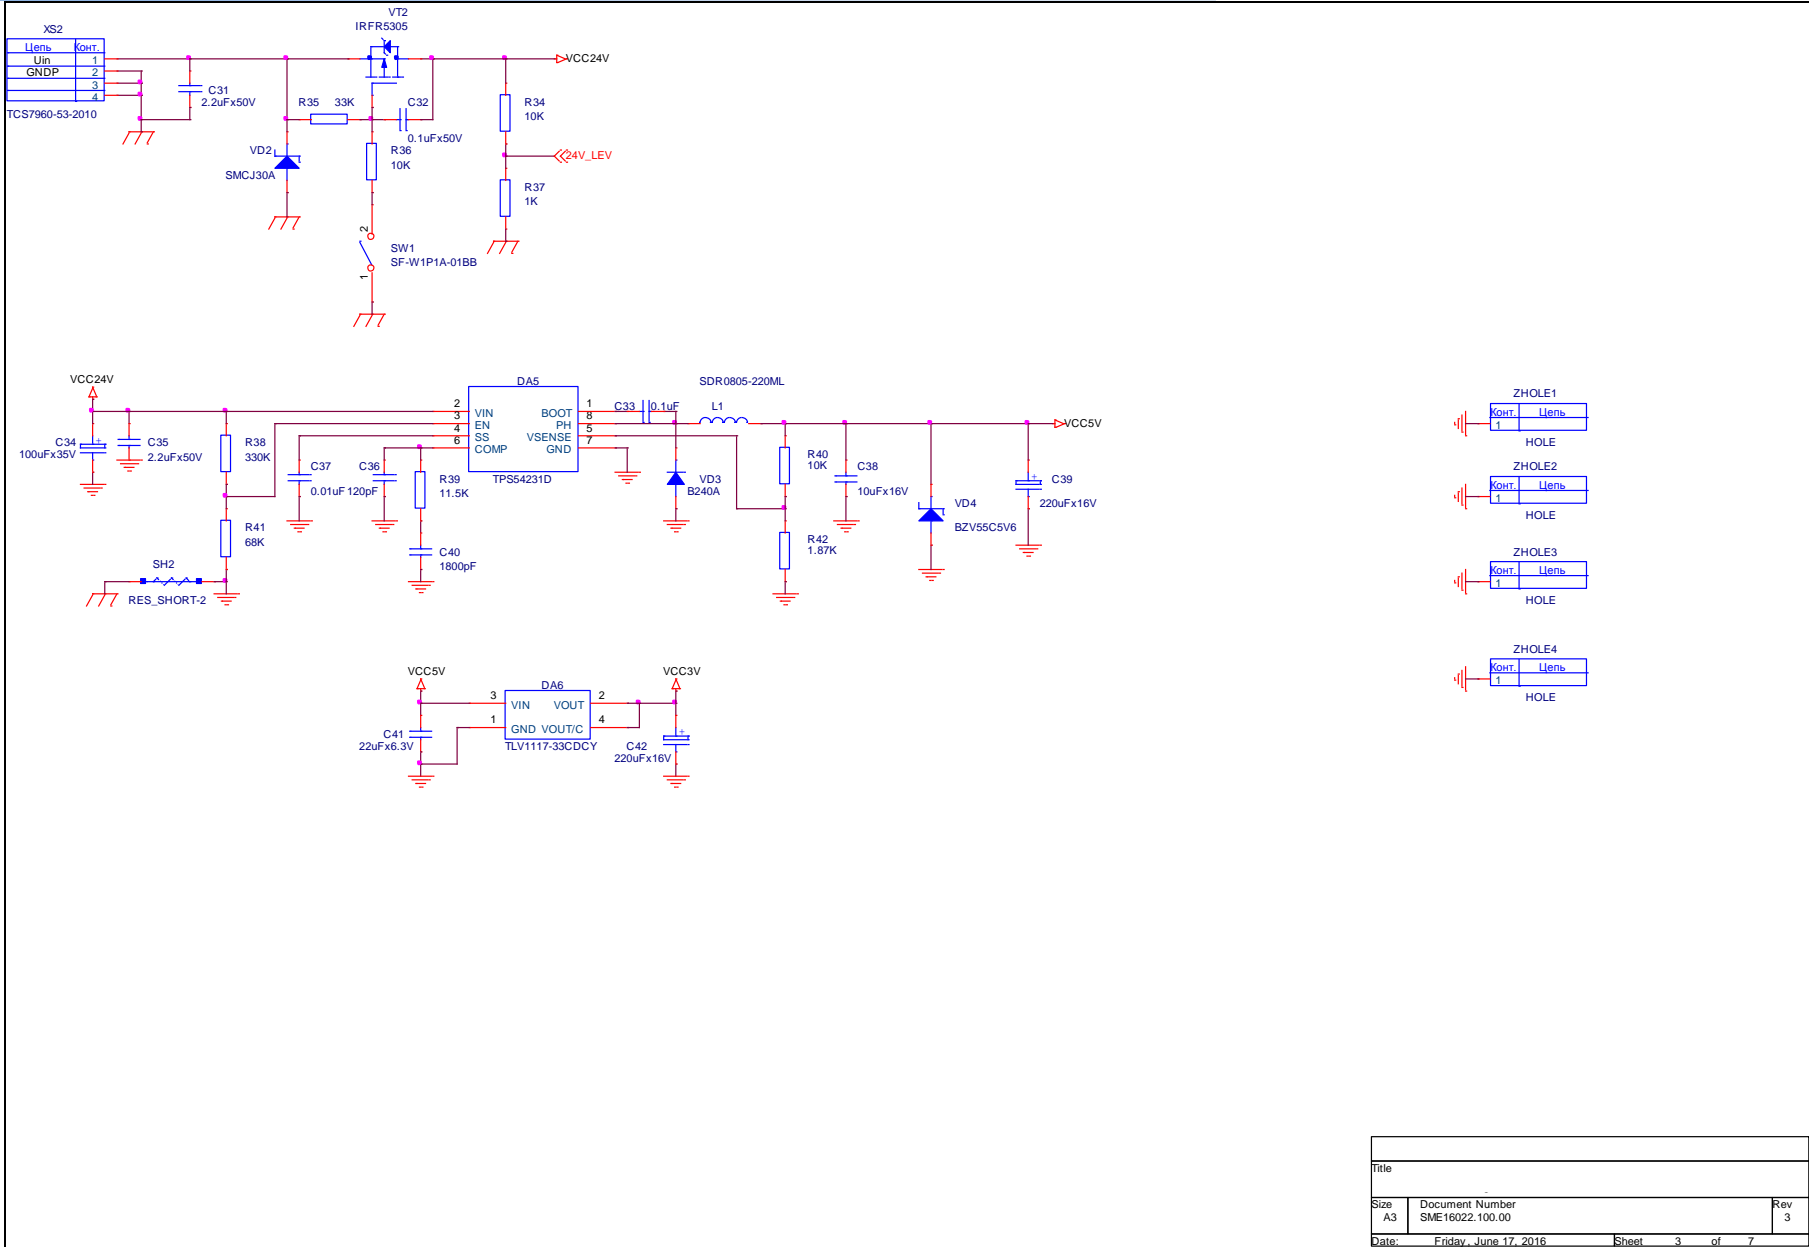 XS2
Цепь Конт.
Uin 1
GNDP 2
3
4
TCS7960-53-2010
C31
2.2uFx50V
VT2
IRFR5305
VCC24V
R35 33K
C32
0.1uFx50V
R34
10K
VD2
SMCJ30A
R36
10K
24V_LEV
R37
1K
2
SW1
SF-W1P1A-01BB
1
VCC24V
C34
100uFx35V
C35
2.2uFx50V
R38
330K
R41
68K
SH2
RES_SHORT-2
C37
0.01uF
C36
120pF
R39
11.5K
C40
1800pF
DA5
2 VIN BOOT 1
3 EN PH 8
4 SS VSENSE 5
6 COMP GND 7
TPS54231D
C33 0.1uF
SDR0805-220ML
L1
VCC5V
VD3
B240A
R40
10K
R42
1.87K
C38
10uFx16V
VD4
BZV55C5V6
C39
220uFx16V
VCC5V
VCC3V
DA6
3 VIN VOUT 2
1 GND VOUT/C 4
TLV1117-33CDCY
C41
22uFx6.3V
C42
220uFx16V
ZHOLE1
Конт. Цепь
1
HOLE
ZHOLE2
Конт. Цепь
1
HOLE
ZHOLE3
Конт. Цепь
1
HOLE
ZHOLE4
Конт. Цепь
1
HOLE
Title
Size Document Number Rev
A3 SME16022.100.00 3
Date: Friday, June 17, 2016 Sheet 3 of 7